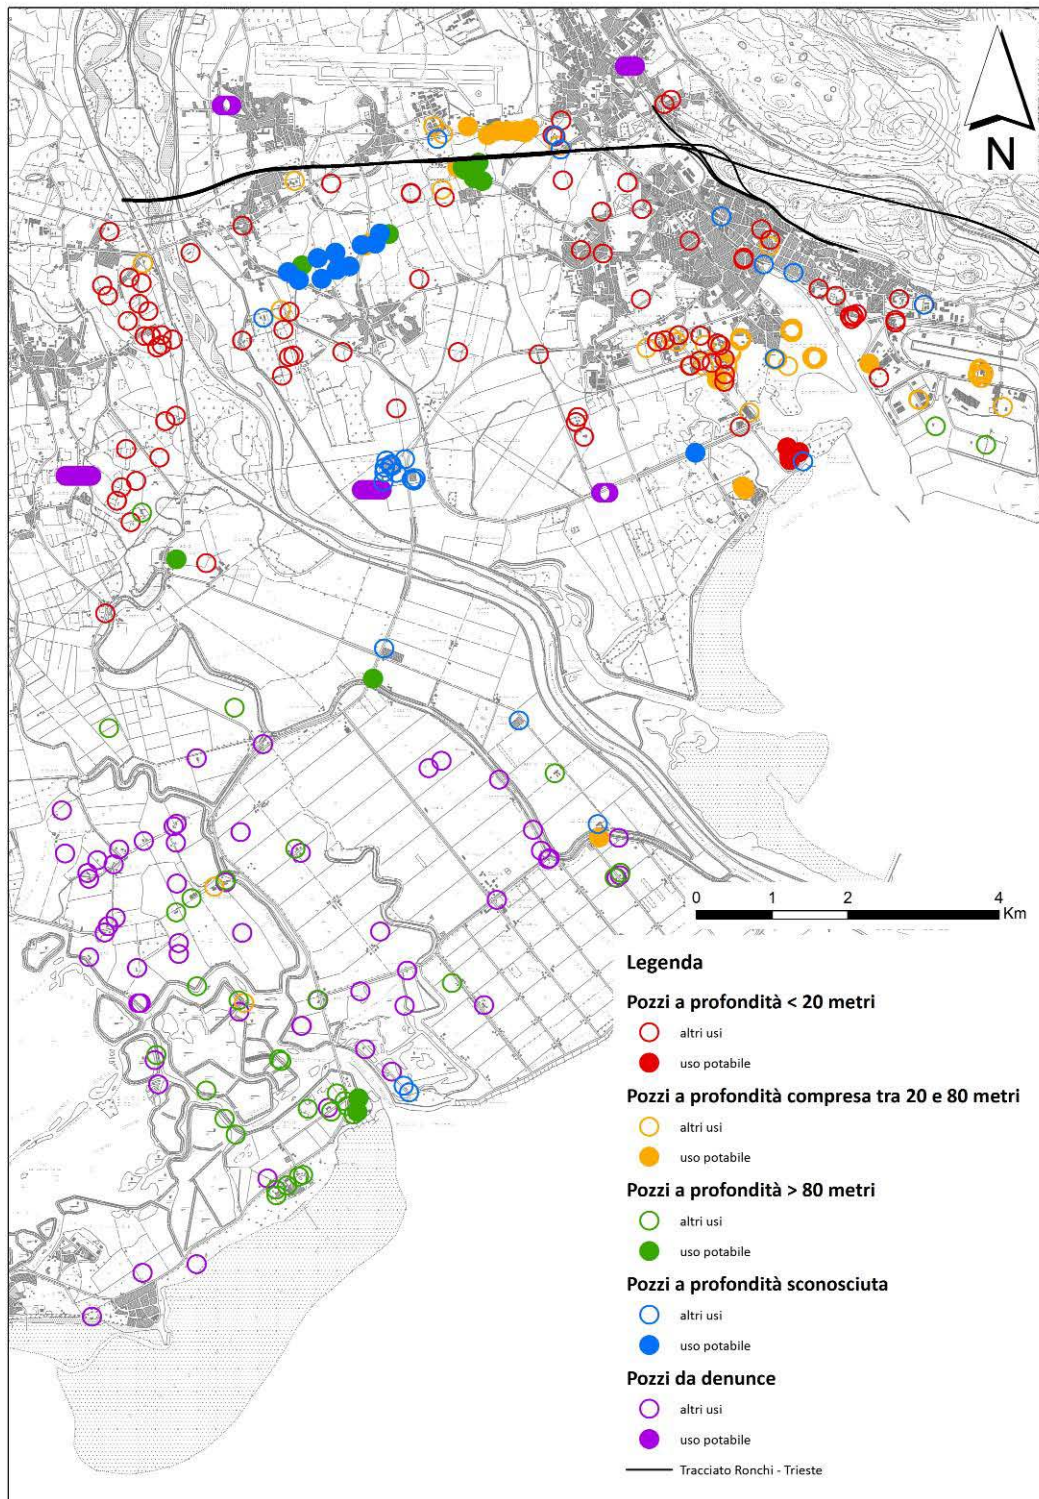 N
0 1 2 4
Km
Legenda
Pozzi a profondità < 20 metri
altri usi
uso potabile
Pozzi a profondità compresa tra 20 e 80 metri
altri usi
uso potabile
Pozzi a profondità > 80 metri
altri usi
uso potabile
Pozzi a profondità sconosciuta
altri usi
uso potabile
Pozzi da denunce
altri usi
uso potabile
Tracciato Ronchi - Trieste